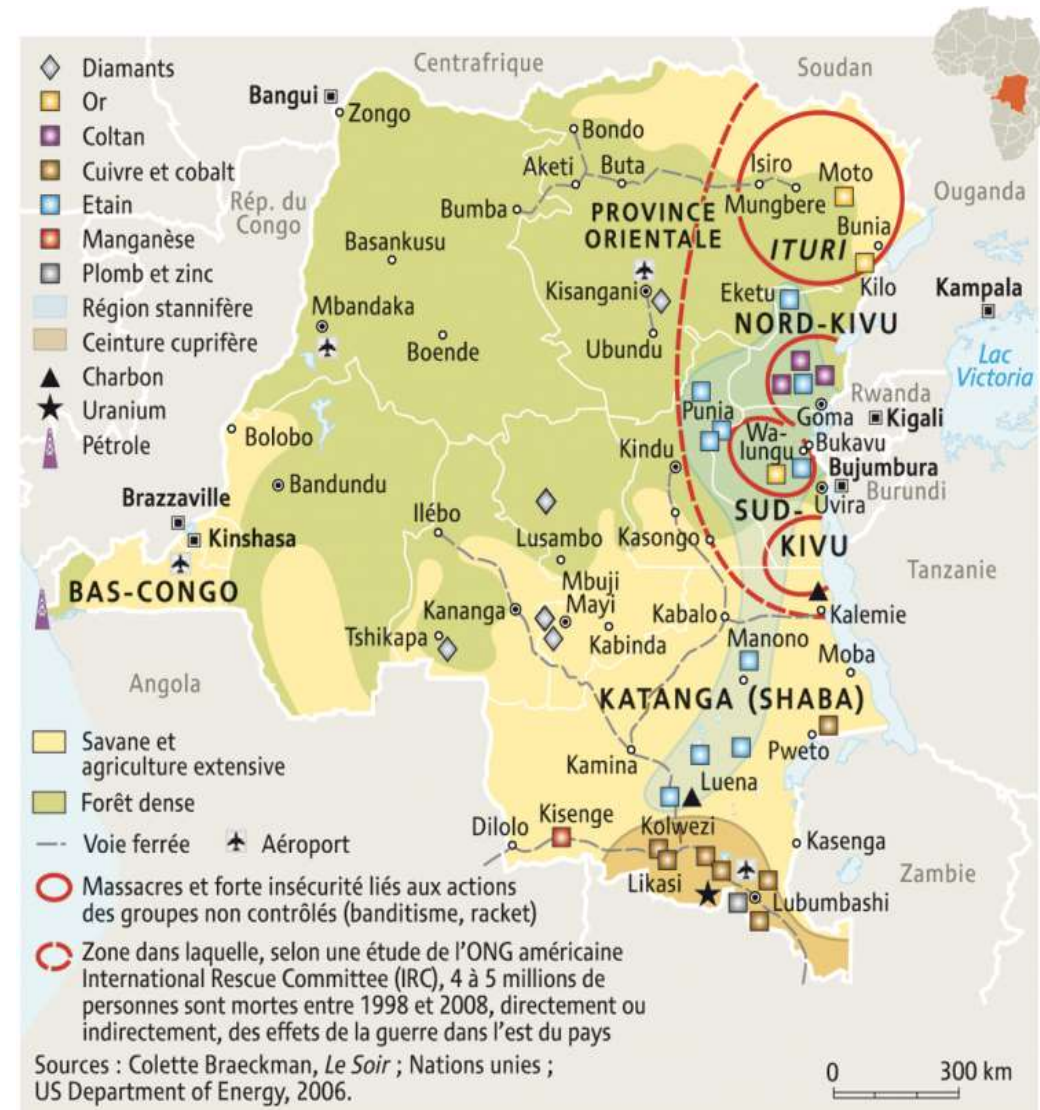 Diamants
Or
Coltan
Cuivre et cobalt
Etain
Manganèse
Plomb et zinc
Région stannifère
Ceinture cuprifère
Charbon
Uranium
Pétrole
Centrafrique
Soudan
Bangui
Zongo
Bondo
Aketi
Buta
Isiro
Moto
Ouganda
Rép. du
Congo
Bumba
PROVINCE
ORIENTALE
Mungbere
Bunia
Basankusu
ITURI
Kisangani
Eketu
Kilo
Kampala
Mbandaka
NORD-KIVU
Boende
Ubundu
Lac
Victoria
Rwanda
Punia
Goma
Kigali
Bolobo
Kindu
Wa-
lungu
Bukavu
Bujumbura
Bandundu
Burundi
Brazzaville
Ilébo
SUD-
KIVU
Uvira
Kinshasa
Lusambo
Kasongo
Tanzanie
BAS-CONGO
Mbuji
Mayi
Kananga
Kabalo
Kalemie
Tshikapa
Kabinda
Manono
Moba
Angola
KATANGA (SHABA)
Pweto
Kamina
Luena
Dilolo
Kisenge
Kolwezi
Kasenga
Likasi
Lubumbashi
Zambie
Savane et
agriculture extensive
Forêt dense
Voie ferrée
Aéroport
Massacres et forte insécurité liés aux actions
des groupes non contrôlés (banditisme, racket)
Zone dans laquelle, selon une étude de l'ONG américaine
International Rescue Committee (IRC), 4 à 5 millions de
personnes sont mortes entre 1998 et 2008, directement ou
indirectement, des effets de la guerre dans l'est du pays
Sources : Colette Braeckman, Le Soir ; Nations unies ;
US Department of Energy, 2006.
0 300 km